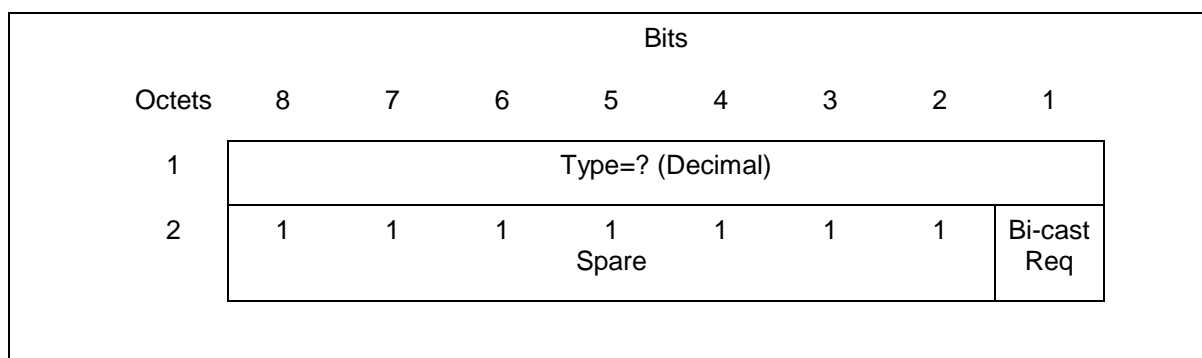 Bits
Octets 8 7 6 5 4 3 2 1
1 Type=? (Decimal)
2 1 1 1 1 1 1 1 Bi-cast
Spare Req